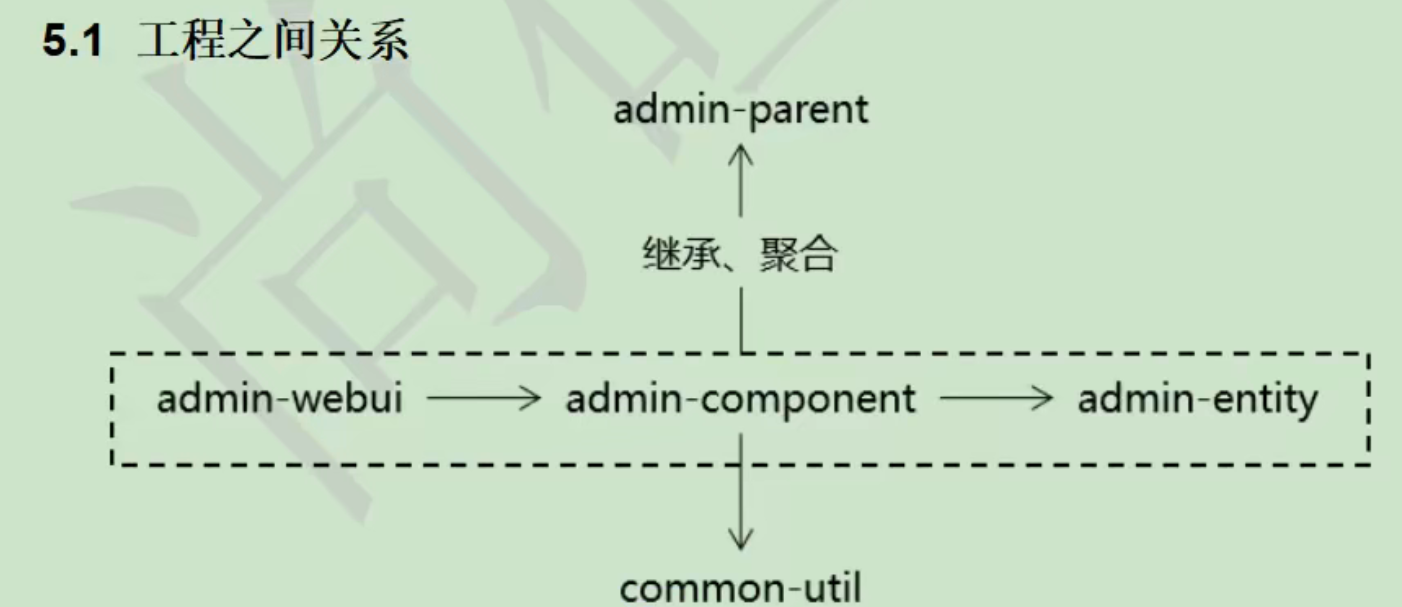 5.1 工程之间关系
admin-parent
继承、聚合
admin-webui admin-component admin-entity
common-util